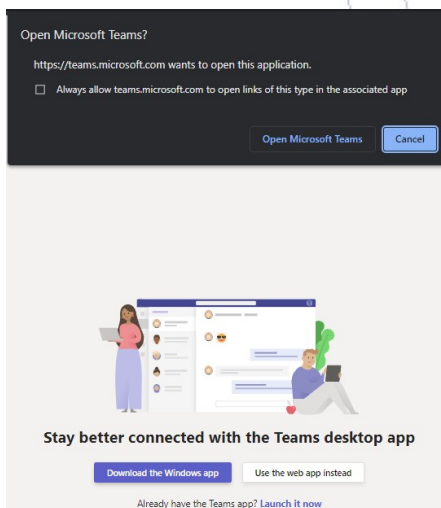 Open Microsoft Teams?
https://teams.microsoft.com wants to open this application.
Always allow teams.microsoft.com to open links of this type in the associated app
Open Microsoft Teams
Cancel
Stay better connected with the Teams desktop app
Download the Windows app
Use the web app instead
Already have the Teams app? Launch it now